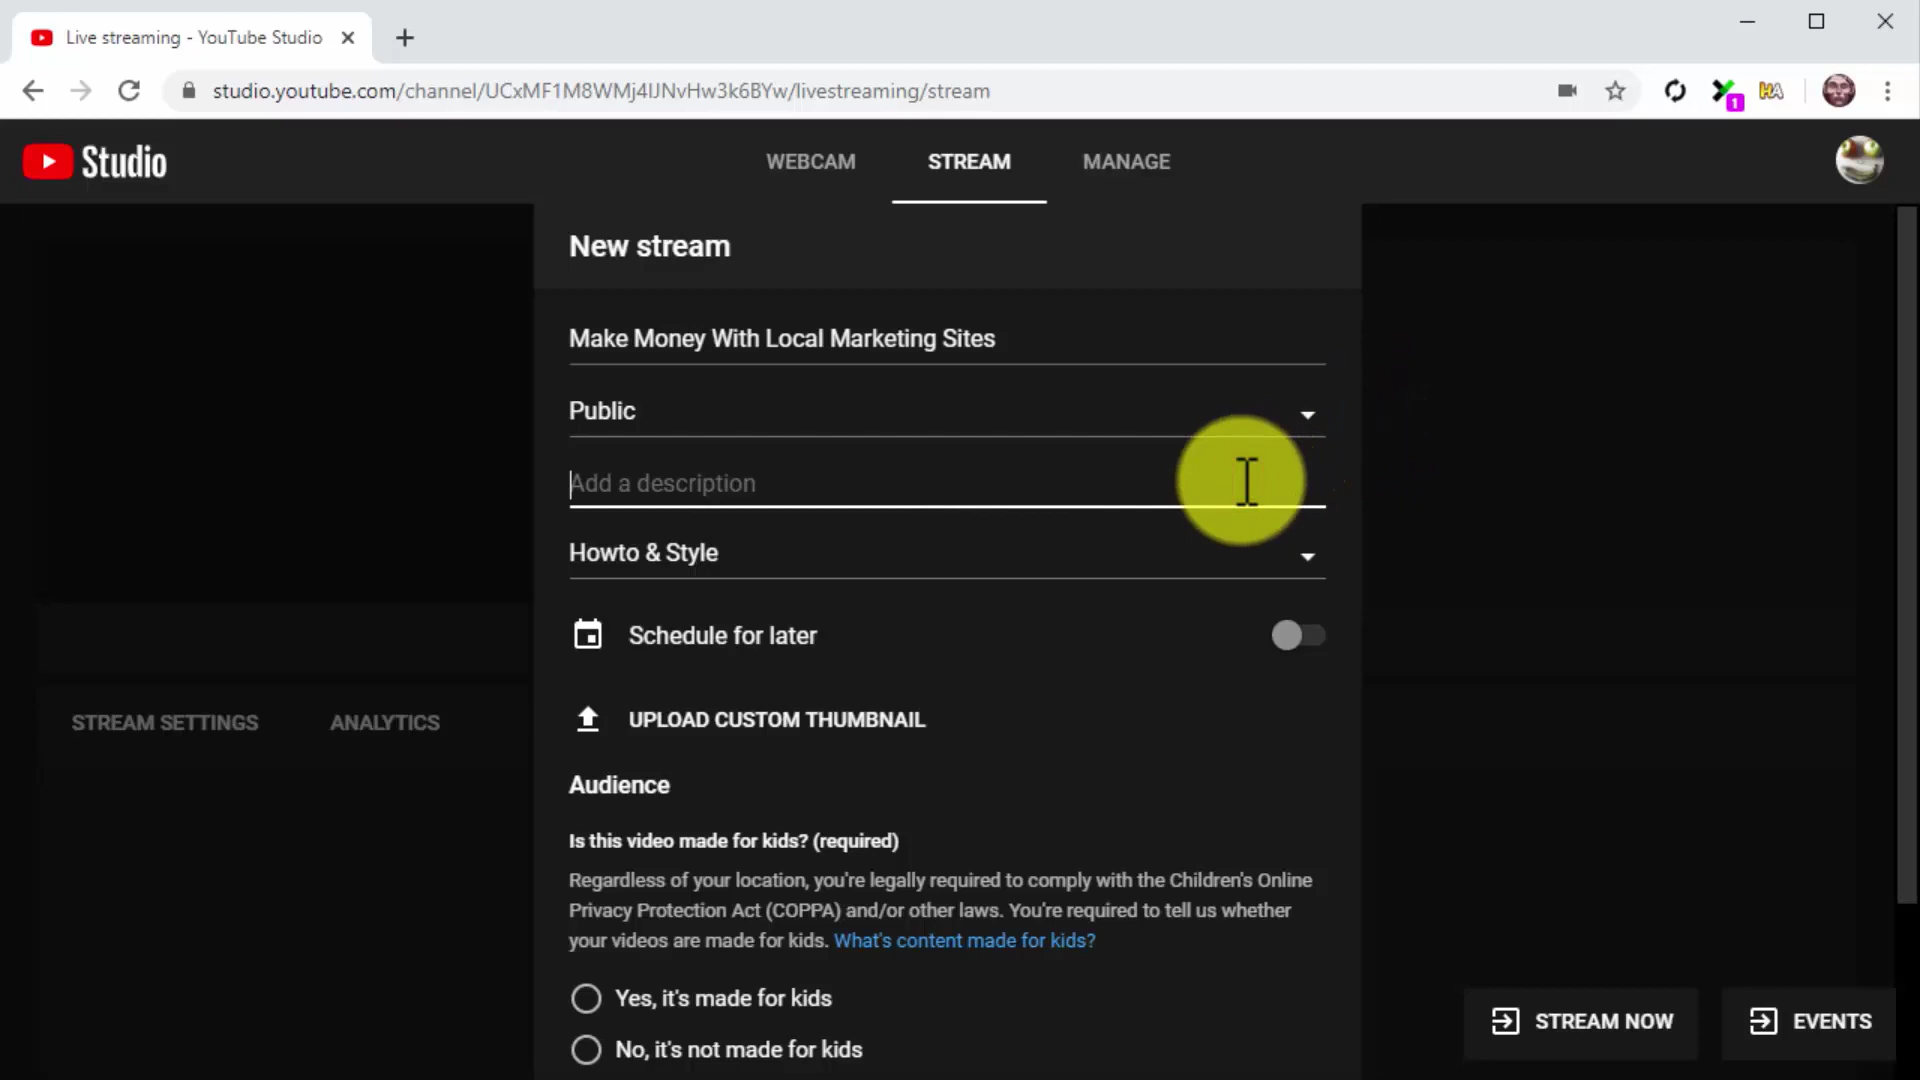 Live streaming - YouTube Studio
studio.youtube.com/channel/UCxMF1M8WMj4IJNvHw3k6BYw/livestreaming/stream
1
HA
Studio
WEBCAM
STREAM
MANAGE
New stream
Make Money With Local Marketing Sites
Public
Add a description
Howto & Style
Schedule for later
UPLOAD CUSTOM THUMBNAIL
STREAM SETTINGS
ANALYTICS
Audience
Is this video made for kids? (required)
Regardless of your location, you're legally required to comply with the Children's Online
Privacy Protection Act (COPPA) and/or other laws. You're required to tell us whether
your videos are made for kids. What's content made for kids?
Yes, it's made for kids
No, it's not made for kids
STREAM NOW
EVENTS